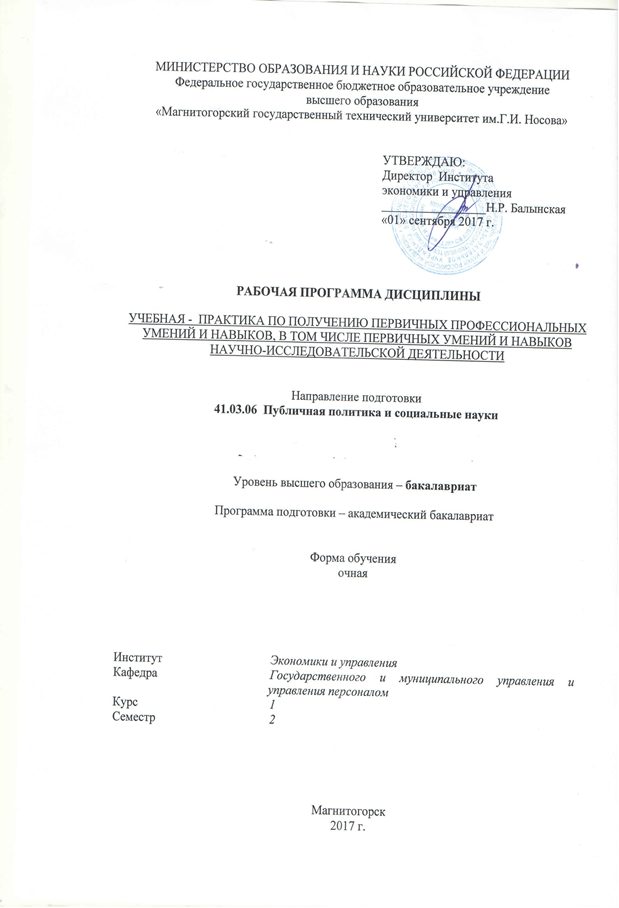 МИНИСТЕРСТВО ОБРАЗОВАНИЯ И НАУКИ РОССИЙСКОЙ ФЕДЕРАЦИИ
Федеральное государственное бюджетное образовательное учреждение
высшего образования
«Магнитогорский государственный технический университет им.Г.И. Носова»
УТВЕРЖДАЮ:
Директор Института
экономики и управления
Н.Р. Балынская
«01» сентября 2017 г.
РАБОЧАЯ ПРОГРАММА ДИСЦИПЛИНЫ
УЧЕБНАЯ - ПРАКТИКА ПО ПОЛУЧЕНИЮ ПЕРВИЧНЫХ ПРОФЕССИОНАЛЬНЫХ
УМЕНИЙ И НАВЫКОВ, В ТОМ ЧИСЛЕ ПЕРВИЧНЫХ УМЕНИЙ И НАВЫКОВ
НАУЧНО-ИССЛЕДОВАТЕЛЬСКОЙ ДЕЯТЕЛЬНОСТИ
Направление подготовки
41.03.06 Публичная политика и социальные науки
Уровень высшего образования – бакалавриат
Программа подготовки – академический бакалавриат
Форма обучения
очная
Институт Экономики и управления
Кафедра Государственного и муниципального управления и
управления персоналом
Курс 1
Семестр 2
Магнитогорск
2017 г.